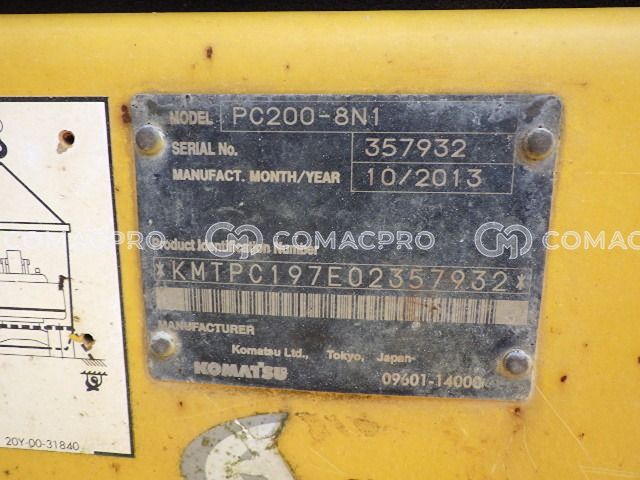 MODEL PC200-8N1
SERIAL No. 357932
MANUFACT. MONTH/YEAR 10/2013
COMACPRO COMACPRO COMACPRO
Product Identification Number
*KMTPC197E02357932*
MANUFACTURER
Komatsu Ltd., Tokyo, Japan
KOMATSU 09601-14000
20Y-00-31840